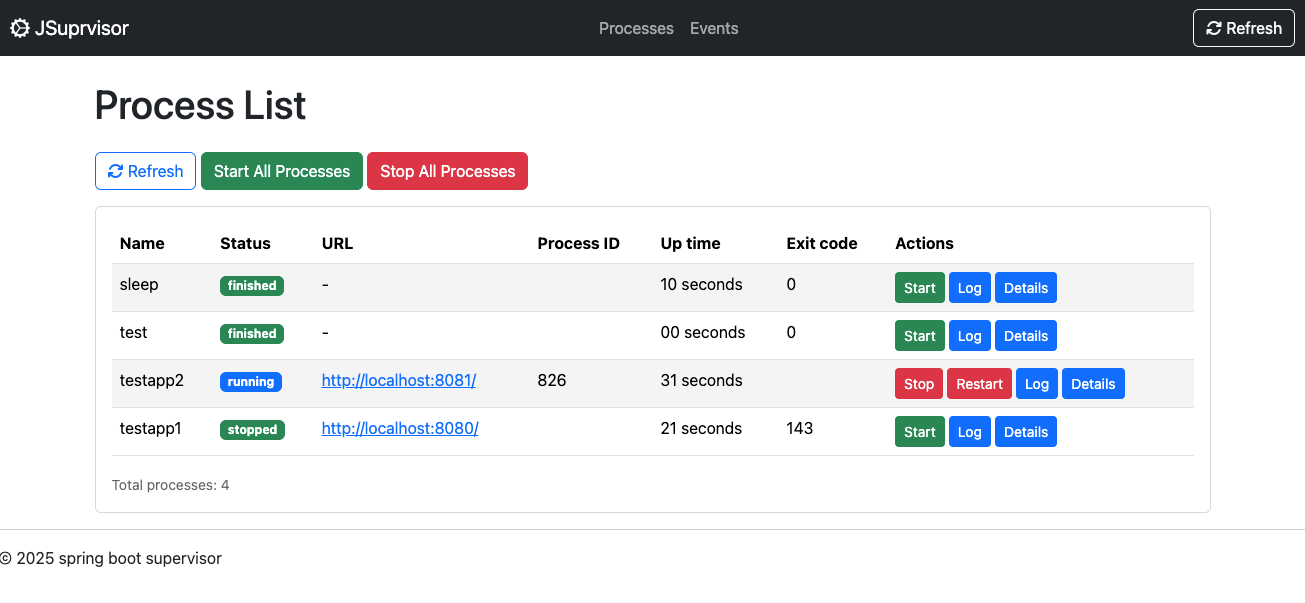 JSuprvisor Processes Events Refresh
Process List
Refresh Start All Processes Stop All Processes
Name Status URL Process ID Up time Exit code Actions
sleep finished - 10 seconds 0 Start Log Details
test finished - 00 seconds 0 Start Log Details
testapp2 running http://localhost:8081/ 826 31 seconds Stop Restart Log Details
testapp1 stopped http://localhost:8080/ 21 seconds 143 Start Log Details
Total processes: 4
© 2025 spring boot supervisor